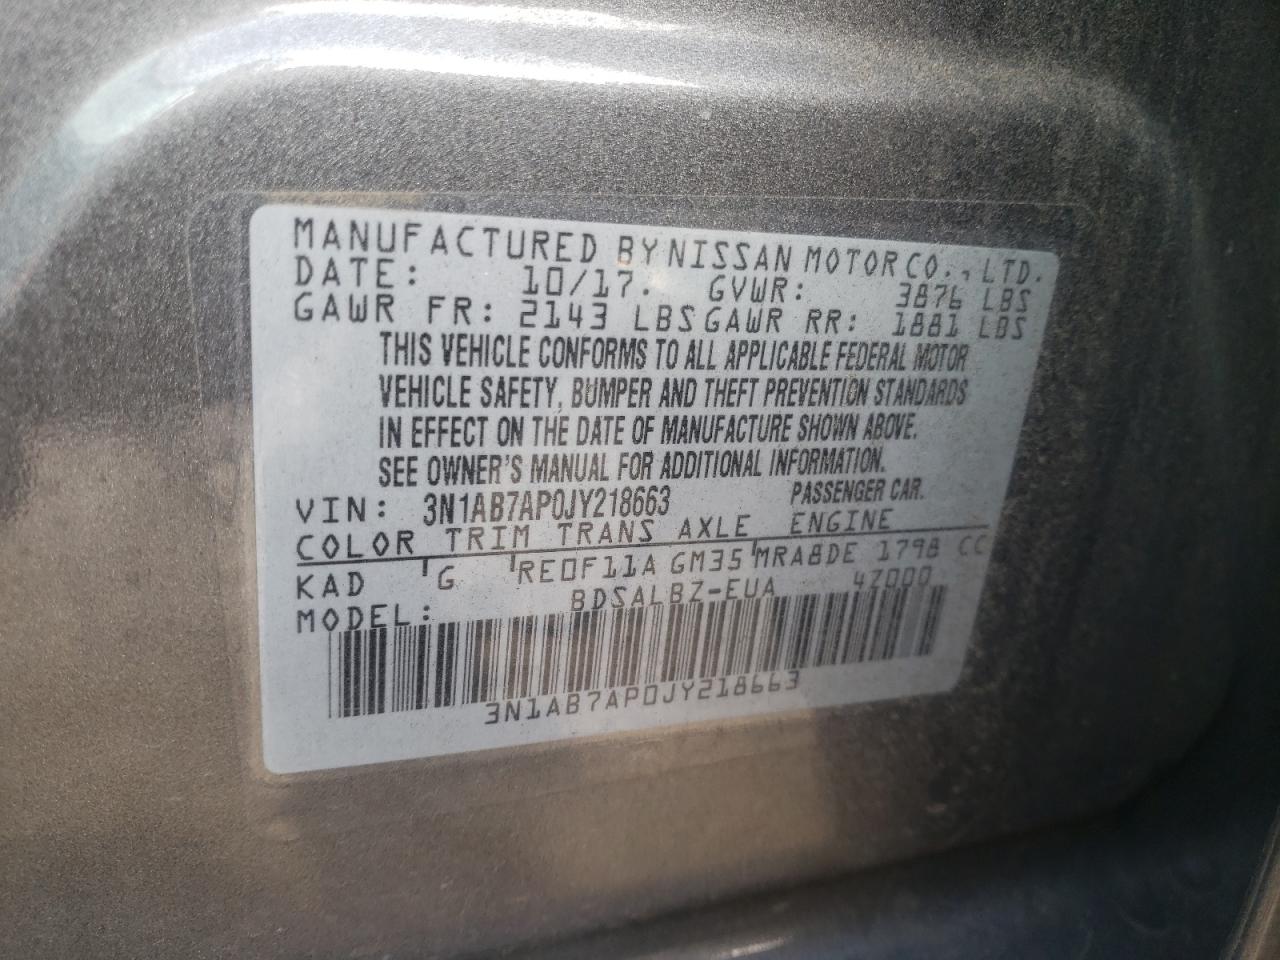 MANUFACTURED BY NISSAN MOTOR CO., LTD.
DATE: 10/17. GVWR: 3876 LBS
GAWR FR: 2143 LBS GAWR RR: 1881 LBS
THIS VEHICLE CONFORMS TO ALL APPLICABLE FEDERAL MOTOR
VEHICLE SAFETY, BUMPER AND THEFT PREVENTION STANDARDS
IN EFFECT ON THE DATE OF MANUFACTURE SHOWN ABOVE.
SEE OWNER'S MANUAL FOR ADDITIONAL INFORMATION.
VIN: 3N1AB7AP0JY218663 PASSENGER CAR.
COLOR TRIM TRANS AXLE ENGINE
KAD G RE0F11A GM35 MRA8DE 1798 CC
MODEL: BDSALBZ-EUA 4Z000
3N1AB7AP0JY218663